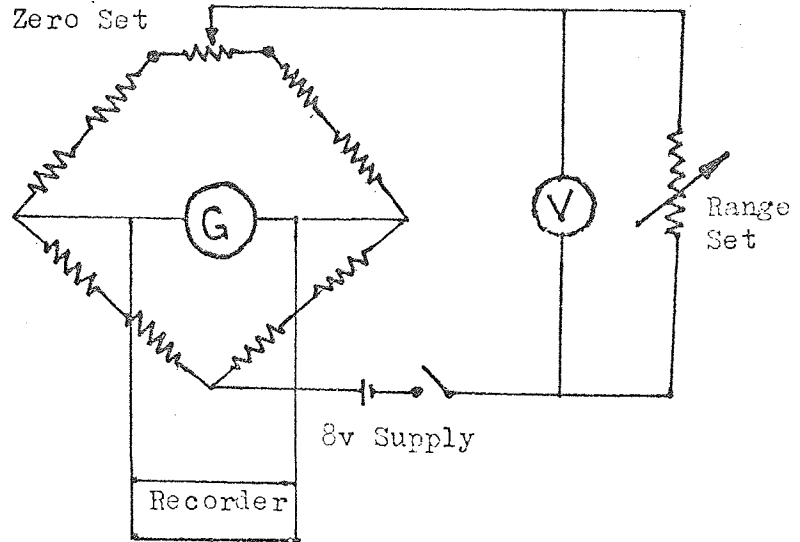 Zero Set
G
V
Range
Set
8v Supply
Recorder